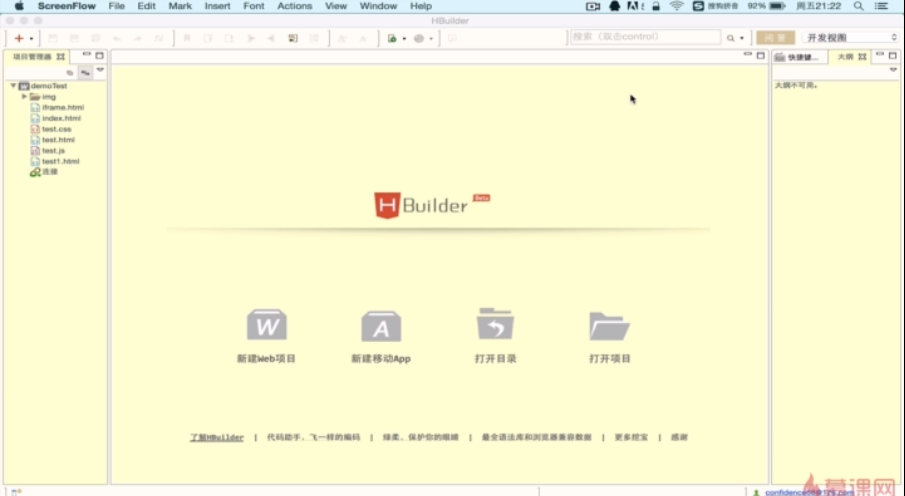 ScreenFlow File Edit Mark Insert Font Actions View Window Help 搜狗拼音 92% 周五21:22
HBuilder
搜索（双击control）
问答
开发视图
项目管理器
快捷键...
大纲
demoTest
img
iframe.html
index.html
test.css
test.html
test.js
test1.html
连接
大纲不可用。
HBuilder Beta
新建Web项目
新建移动App
打开目录
打开项目
了解HBuilder | 代码助手、飞一样的编码 | 绿柔、保护你的眼睛 | 最全语法库和浏览器兼容数据 | 更多挖宝 | 感谢
慕课网